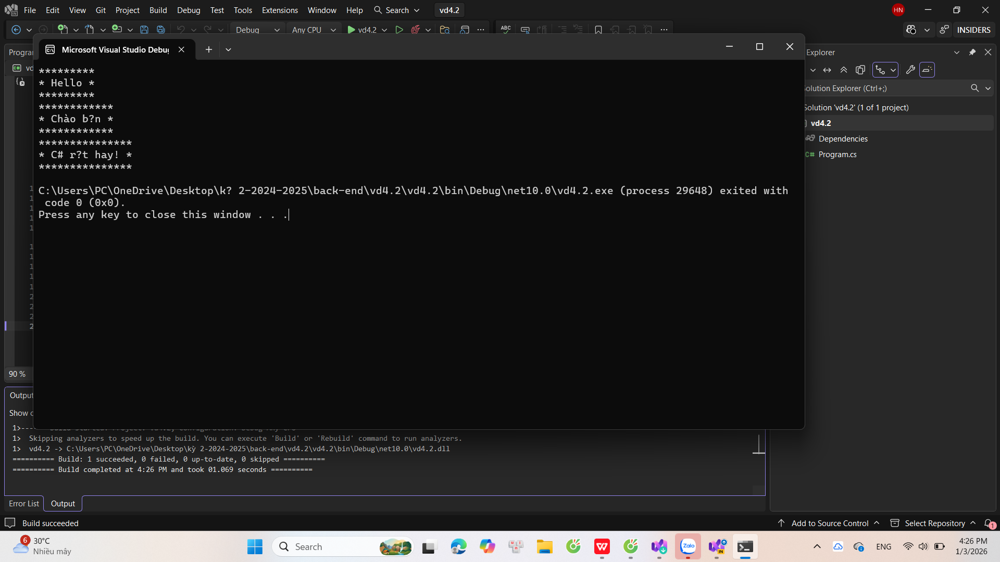 File Edit View Git Project Build Debug Test Tools Extensions Window Help Search vd4.2 HN
Debug Any CPU vd4.2 ABC INSIDERS
Microsoft Visual Studio Debu
Explorer
olution Explorer (Ctrl+;)
Solution 'vd4.2' (1 of 1 project)
vd4.2
Dependencies
C# Program.cs
Progra
C# vd
*********
* Hello *
*********
************
* Chào b?n *
************
***************
* C# r?t hay! *
***************
C:\Users\PC\OneDrive\Desktop\k? 2-2024-2025\back-end\vd4.2\vd4.2\bin\Debug\net10.0\vd4.2.exe (process 29648) exited with
code 0 (0x0).
Press any key to close this window . . .
90 %
Output
Show
1> Skipping analyzers to speed up the build. You can execute 'Build' or 'Rebuild' command to run analyzers.
1> vd4.2 -> C:\Users\PC\OneDrive\Desktop\kỳ 2-2024-2025\back-end\vd4.2\vd4.2\bin\Debug\net10.0\vd4.2.dll
========== Build: 1 succeeded, 0 failed, 0 up-to-date, 0 skipped ==========
========== Build completed at 4:26 PM and took 01.069 seconds ==========
Error List Output
Build succeeded Add to Source Control Select Repository 1
6 30°C
Nhiều mây
Search
Zalo
ENG
4:26 PM
1/3/2026